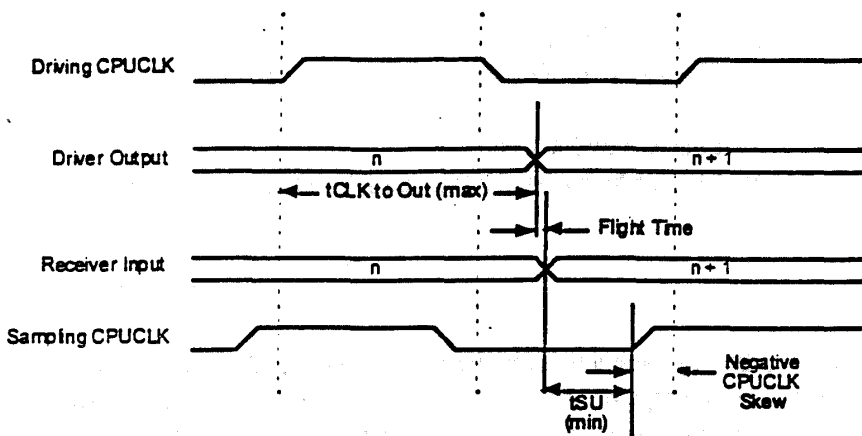 Driving CPUCLK
Driver Output
n
n + 1
tCLK to Out (max)
Flight Time
Receiver Input
n
n + 1
Sampling CPUCLK
Negative
CPUCLK
Skew
tSU
(min)